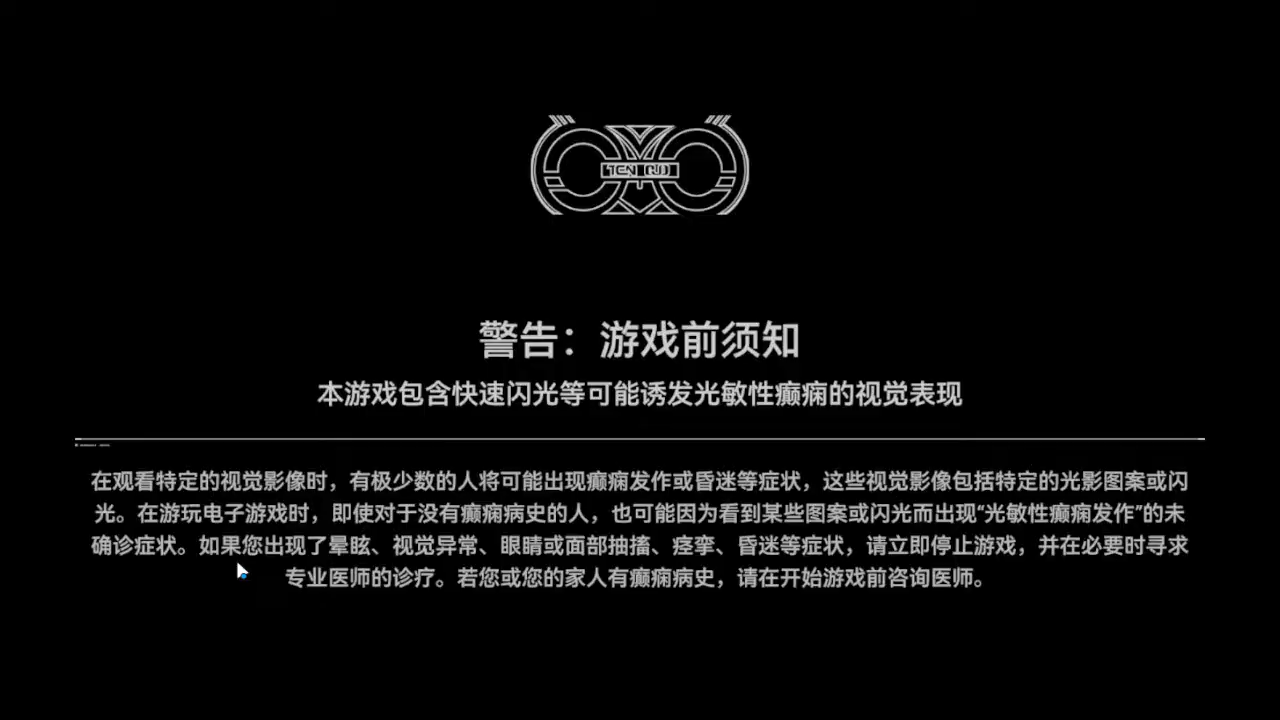 警告：游戏前须知
本游戏包含快速闪光等可能诱发光敏性癫痫的视觉表现
在观看特定的视觉影像时，有极少数的人将可能出现癫痫发作或昏迷等症状，这些视觉影像包括特定的光影图案或闪
光。在游玩电子游戏时，即使对于没有癫痫病史的人，也可能因为看到某些图案或闪光而出现“光敏性癫痫发作”的未
确诊症状。如果您出现了晕眩、视觉异常、眼睛或面部抽搐、痉挛、昏迷等症状，请立即停止游戏，并在必要时寻求
专业医师的诊疗。若您或您的家人有癫痫病史，请在开始游戏前咨询医师。